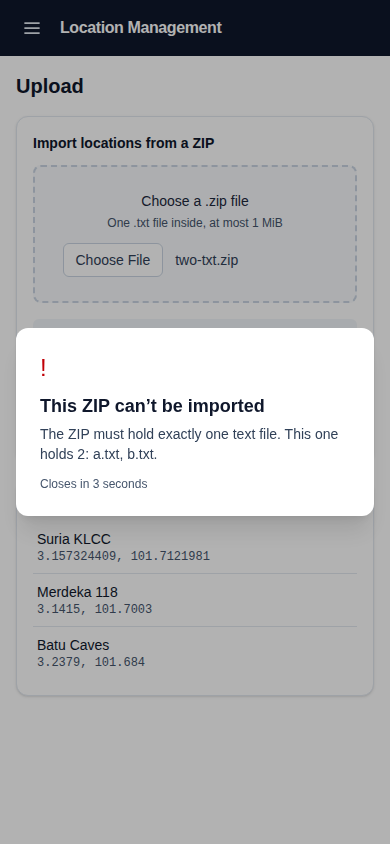 Location Management
Upload
Import locations from a ZIP
Choose a .zip file
One .txt file inside, at most 1 MiB
Choose File two-txt.zip
!
This ZIP can’t be imported
The ZIP must hold exactly one text file. This one
holds 2: a.txt, b.txt.
Closes in 3 seconds
Suria KLCC
3.157324409, 101.7121981
Merdeka 118
3.1415, 101.7003
Batu Caves
3.2379, 101.684